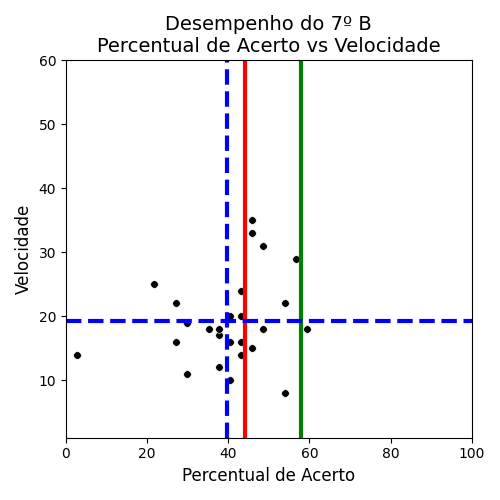 Desempenho do 7º B
Percentual de Acerto vs Velocidade
60
50
40
30
20
10
Velocidade
0 20 40 60 80 100
Percentual de Acerto